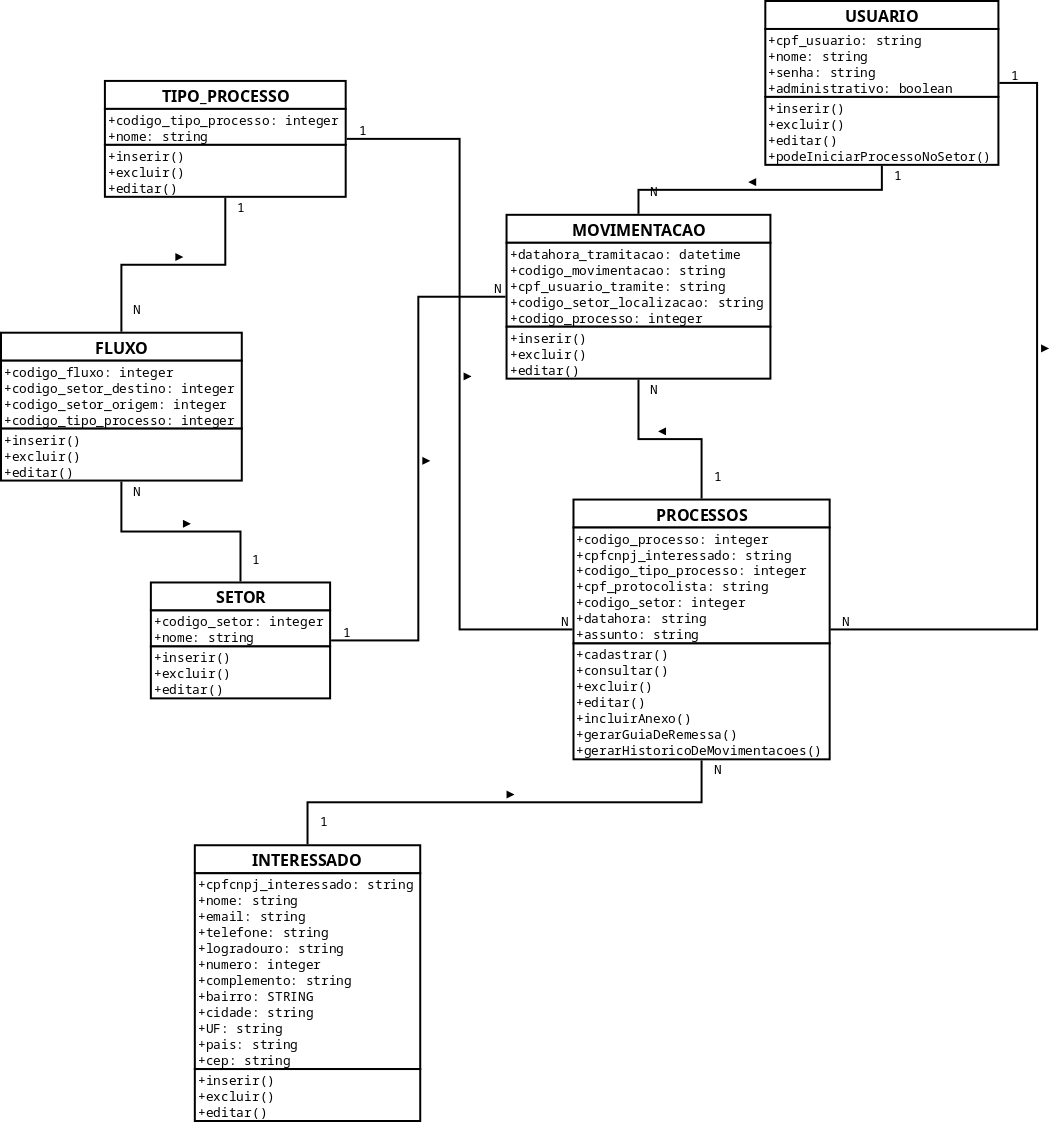 USUARIO
+cpf_usuario: string
+nome: string
+senha: string
+administrativo: boolean
+inserir()
+excluir()
+editar()
+podeIniciarProcessoNoSetor()
1
1
TIPO_PROCESSO
+codigo_tipo_processo: integer
+nome: string
+inserir()
+excluir()
+editar()
1
1
N
MOVIMENTACAO
+datahora_tramitacao: datetime
+codigo_movimentacao: string
+cpf_usuario_tramite: string
+codigo_setor_localizacao: string
+codigo_processo: integer
+inserir()
+excluir()
+editar()
N
N
N
FLUXO
+codigo_fluxo: integer
+codigo_setor_destino: integer
+codigo_setor_origem: integer
+codigo_tipo_processo: integer
+inserir()
+excluir()
+editar()
N
1
1
PROCESSOS
+codigo_processo: integer
+cpfcnpj_interessado: string
+codigo_tipo_processo: integer
+cpf_protocolista: string
+codigo_setor: integer
+datahora: string
+assunto: string
+cadastrar()
+consultar()
+excluir()
+editar()
+incluirAnexo()
+gerarGuiaDeRemessa()
+gerarHistoricoDeMovimentacoes()
N
N
N
SETOR
+codigo_setor: integer
+nome: string
+inserir()
+excluir()
+editar()
1
1
INTERESSADO
+cpfcnpj_interessado: string
+nome: string
+email: string
+telefone: string
+logradouro: string
+numero: integer
+complemento: string
+bairro: STRING
+cidade: string
+UF: string
+pais: string
+cep: string
+inserir()
+excluir()
+editar()